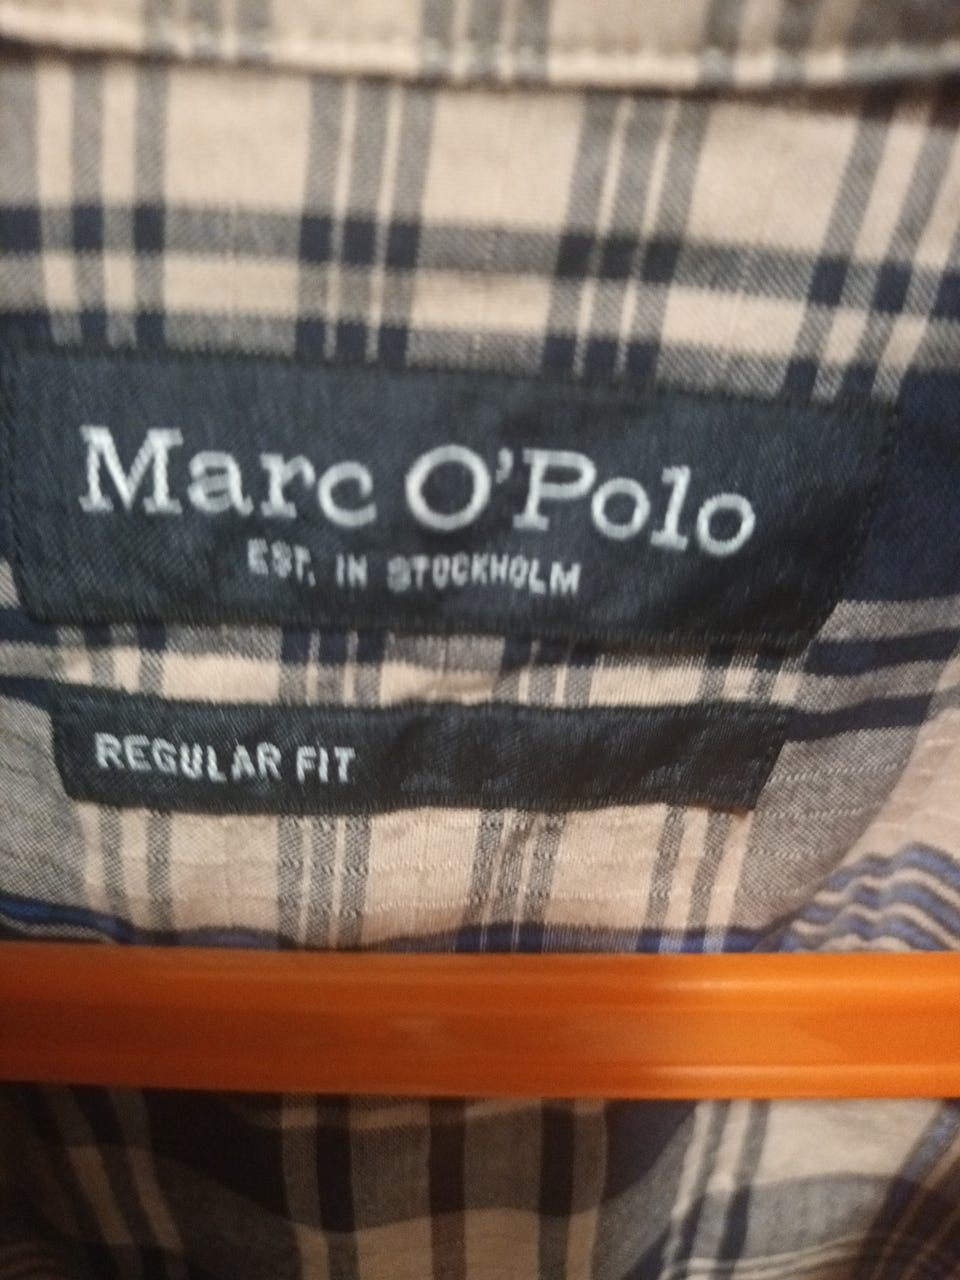 Marc O'Polo
EST. IN STOCKHOLM
REGULAR FIT